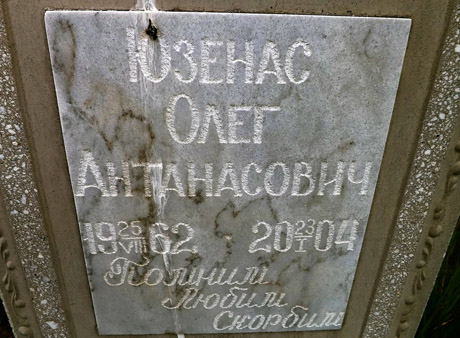 Юзенас
Олег
Антанасович
19 25/VIII 62 20 23/I 04
Помним
Любим
Скорбим